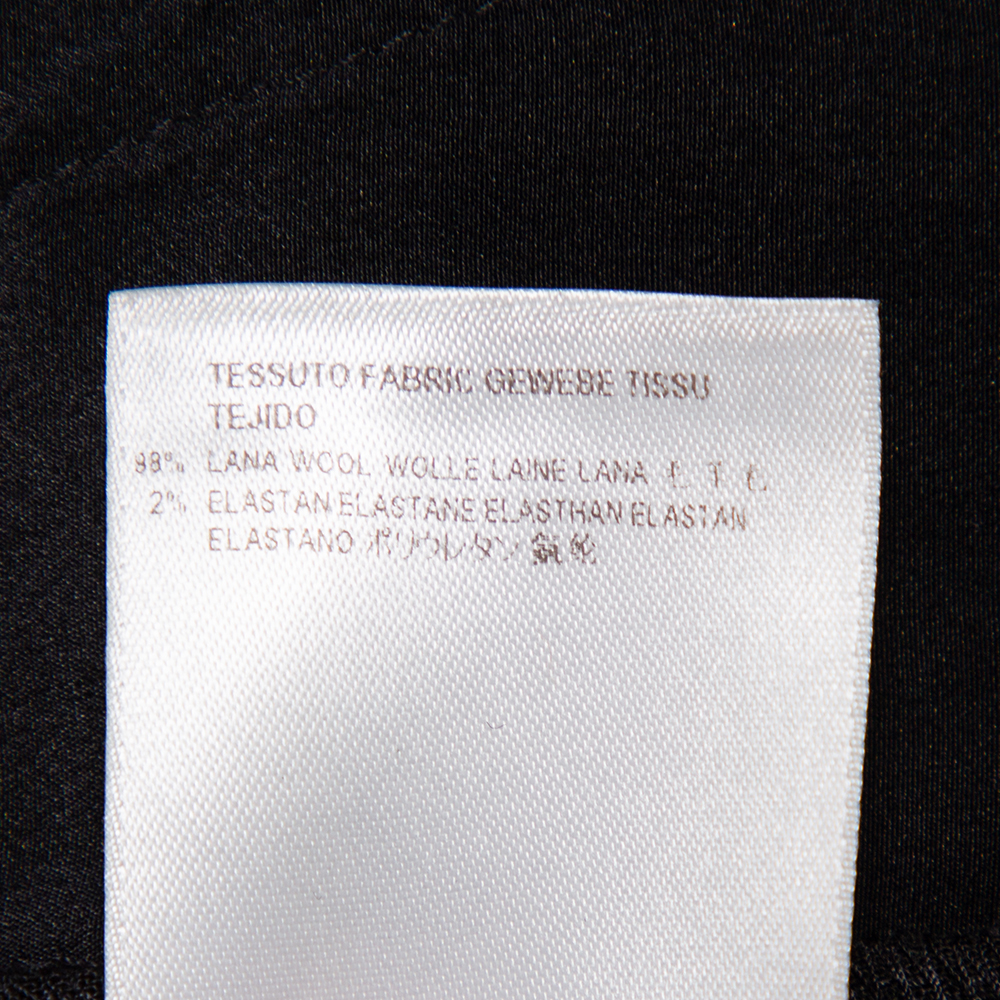 TESSUTO FABRIC GEWEBE TISSU
TEJIDO
98% LANA WOOL WOLLE LAINE LANA
2% ELASTAN ELASTANE ELASTHAN ELASTAN
ELASTANO ポリウレタン